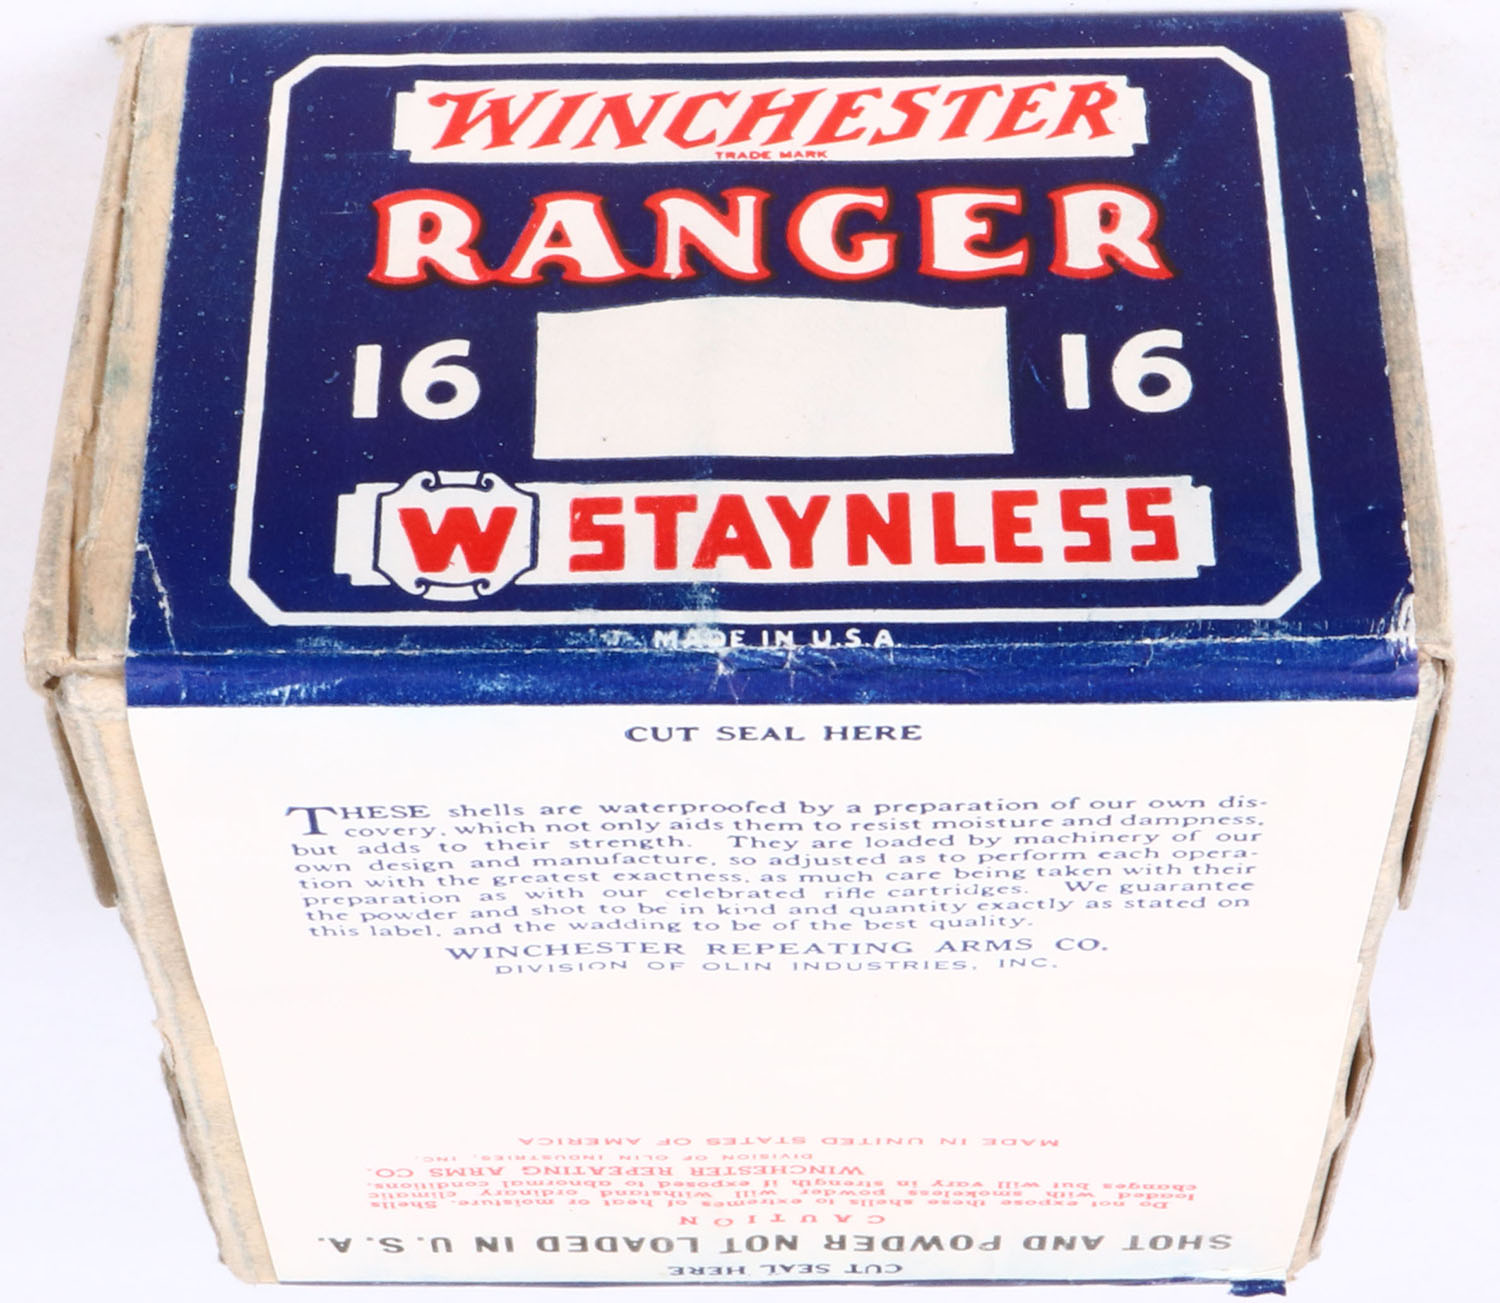 WINCHESTER
TRADE MARK
RANGER
16 16
W STAYNLESS
MADE IN U.S.A
CUT SEAL HERE
THESE shells are waterproofed by a preparation of our own dis-
covery, which not only aids them to resist moisture and dampness,
but adds to their strength. They are loaded by machinery of our
own design and manufacture, so adjusted as to perform each opera-
tion with the greatest exactness, as much care being taken with their
preparation as with our celebrated rifle cartridges. We guarantee
the powder and shot to be in kind and quantity exactly as stated on
this label, and the wadding to be of the best quality.
WINCHESTER REPEATING ARMS CO.
DIVISION OF OLIN INDUSTRIES, INC.
CUT SEAL HERE
SHOT AND POWDER NOT LOADED IN U.S.A.
CAUTION
Do not expose these shells to extremes of heat or moisture. Shells
loaded with smokeless powder will withstand ordinary climatic
changes but will vary in strength if exposed to abnormal conditions.
WINCHESTER REPEATING ARMS CO.
DIVISION OF OLIN INDUSTRIES, INC.
MADE IN UNITED STATES OF AMERICA